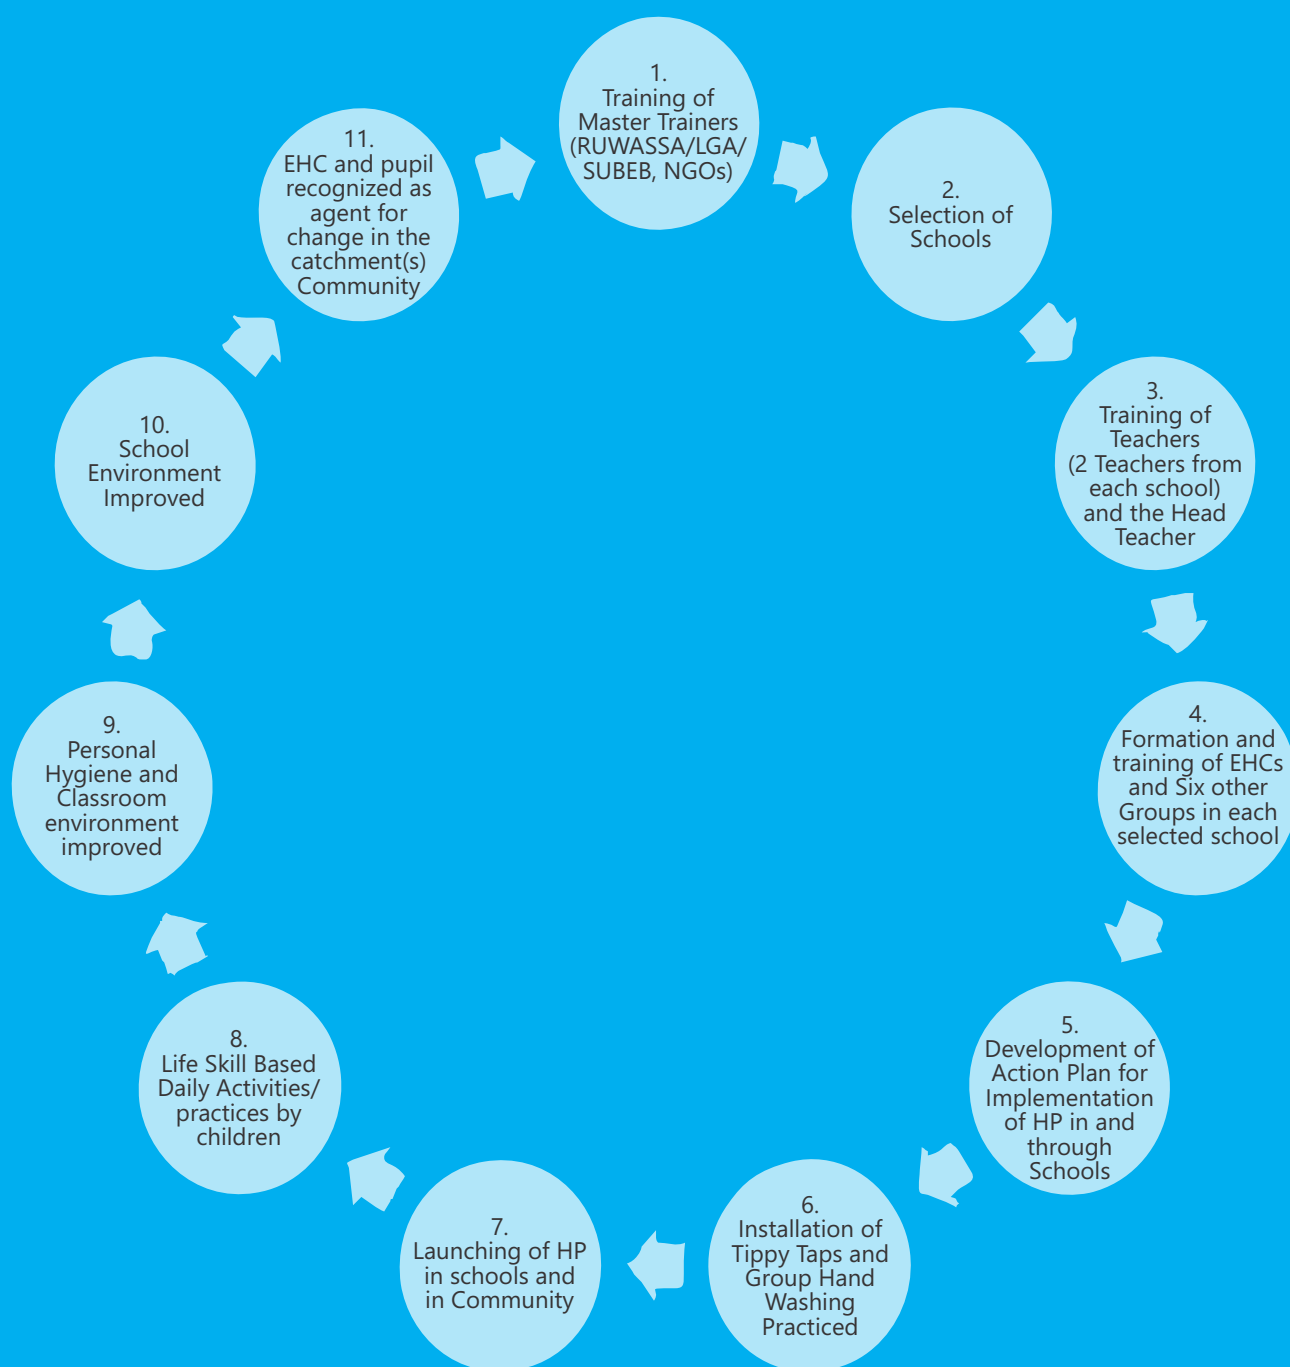 1.
Training of
Master Trainers
(RUWASSA/LGA/
SUBEB, NGOs)
2.
Selection of
Schools
3.
Training of
Teachers
(2 Teachers from
each school)
and the Head
Teacher
4.
Formation and
training of EHCs
and Six other
Groups in each
selected school
5.
Development of
Action Plan for
Implementation
of HP in and
through
Schools
6.
Installation of
Tippy Taps and
Group Hand
Washing
Practiced
7.
Launching of HP
in schools and
in Community
8.
Life Skill Based
Daily Activities/
practices by
children
9.
Personal
Hygiene and
Classroom
environment
improved
10.
School
Environment
Improved
11.
EHC and pupil
recognized as
agent for
change in the
catchment(s)
Community